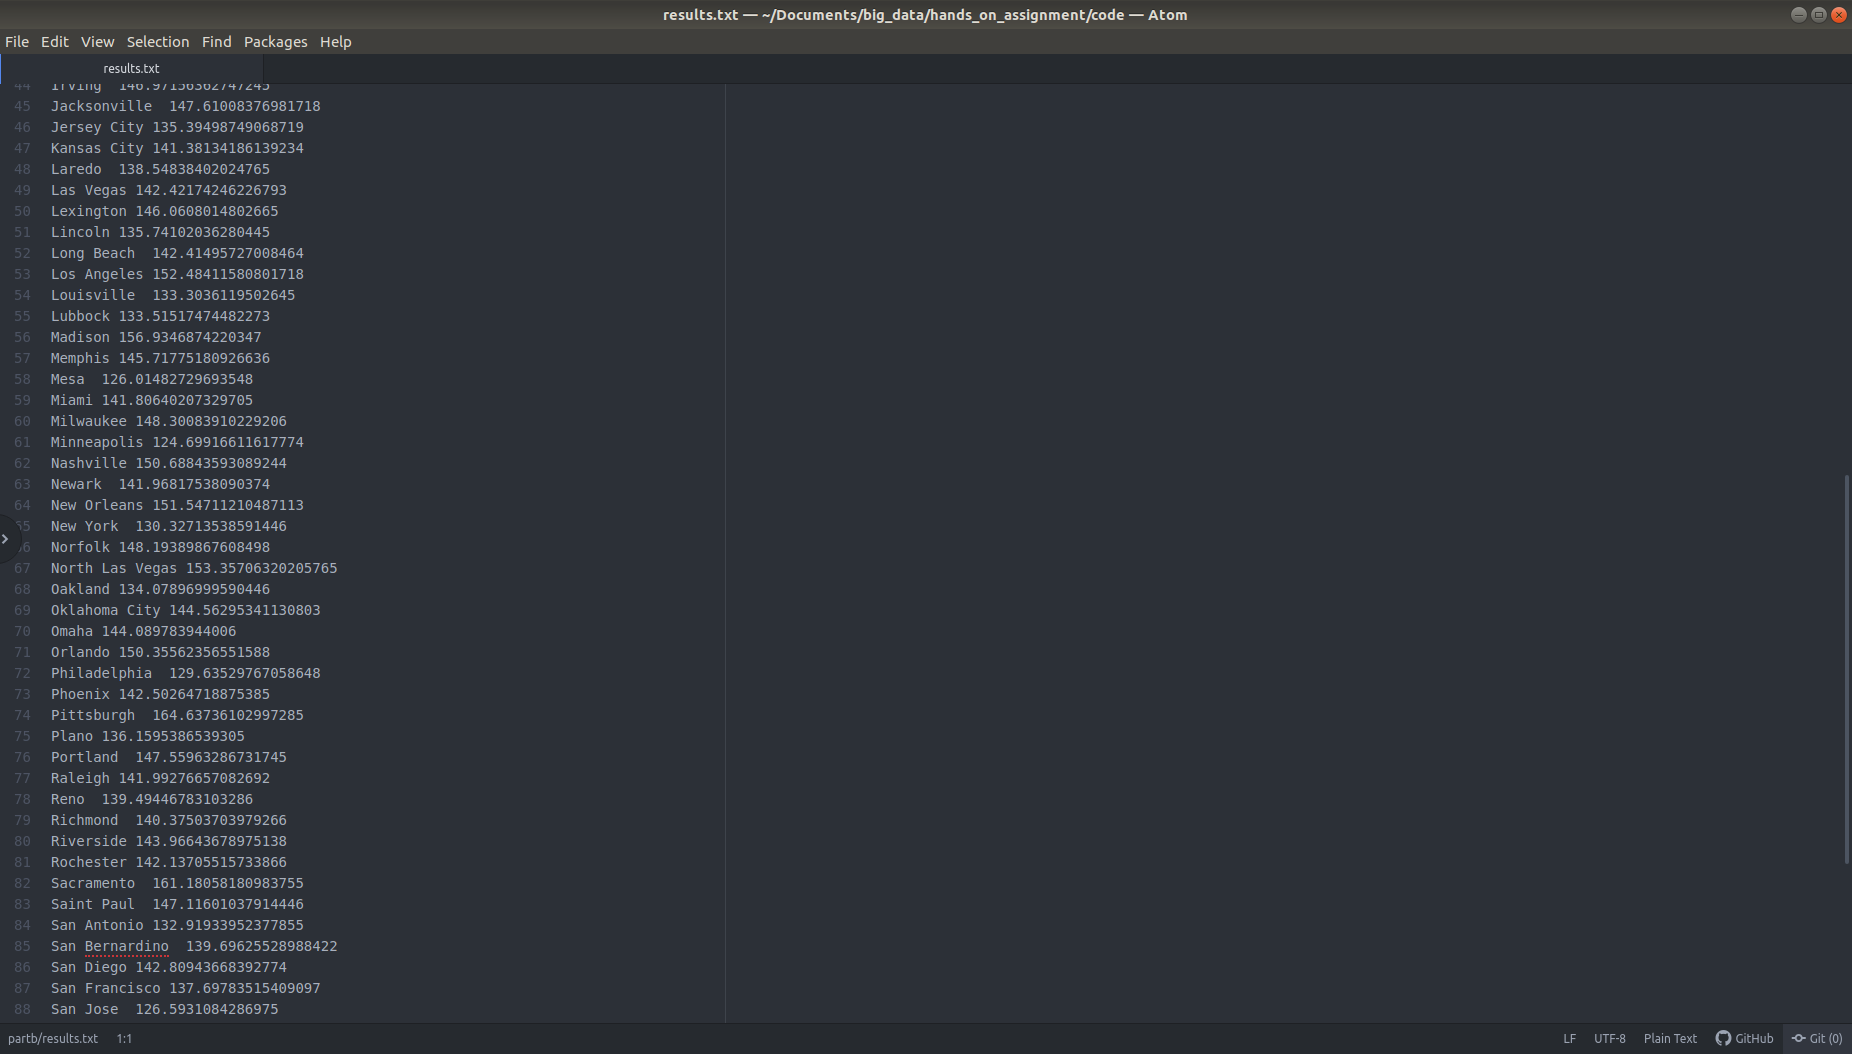 results.txt — ~/Documents/big_data/hands_on_assignment/code — Atom
File Edit View Selection Find Packages Help
results.txt
44 Irving 146.97156362747245
45 Jacksonville 147.61008376981718
46 Jersey City 135.39498749068719
47 Kansas City 141.38134186139234
48 Laredo 138.54838402024765
49 Las Vegas 142.42174246226793
50 Lexington 146.0608014802665
51 Lincoln 135.74102036280445
52 Long Beach 142.41495727008464
53 Los Angeles 152.48411580801718
54 Louisville 133.3036119502645
55 Lubbock 133.51517474482273
56 Madison 156.9346874220347
57 Memphis 145.71775180926636
58 Mesa 126.01482729693548
59 Miami 141.80640207329705
60 Milwaukee 148.30083910229206
61 Minneapolis 124.69916611617774
62 Nashville 150.68843593089244
63 Newark 141.96817538090374
64 New Orleans 151.54711210487113
65 New York 130.32713538591446
66 Norfolk 148.19389867608498
67 North Las Vegas 153.35706320205765
68 Oakland 134.07896999590446
69 Oklahoma City 144.56295341130803
70 Omaha 144.089783944006
71 Orlando 150.35562356551588
72 Philadelphia 129.63529767058648
73 Phoenix 142.50264718875385
74 Pittsburgh 164.63736102997285
75 Plano 136.1595386539305
76 Portland 147.55963286731745
77 Raleigh 141.99276657082692
78 Reno 139.49446783103286
79 Richmond 140.37503703979266
80 Riverside 143.96643678975138
81 Rochester 142.13705515733866
82 Sacramento 161.18058180983755
83 Saint Paul 147.11601037914446
84 San Antonio 132.91933952377855
85 San Bernardino 139.69625528988422
86 San Diego 142.80943668392774
87 San Francisco 137.69783515409097
88 San Jose 126.5931084286975
partb/results.txt 1:1 LF UTF-8 Plain Text GitHub Git (0)